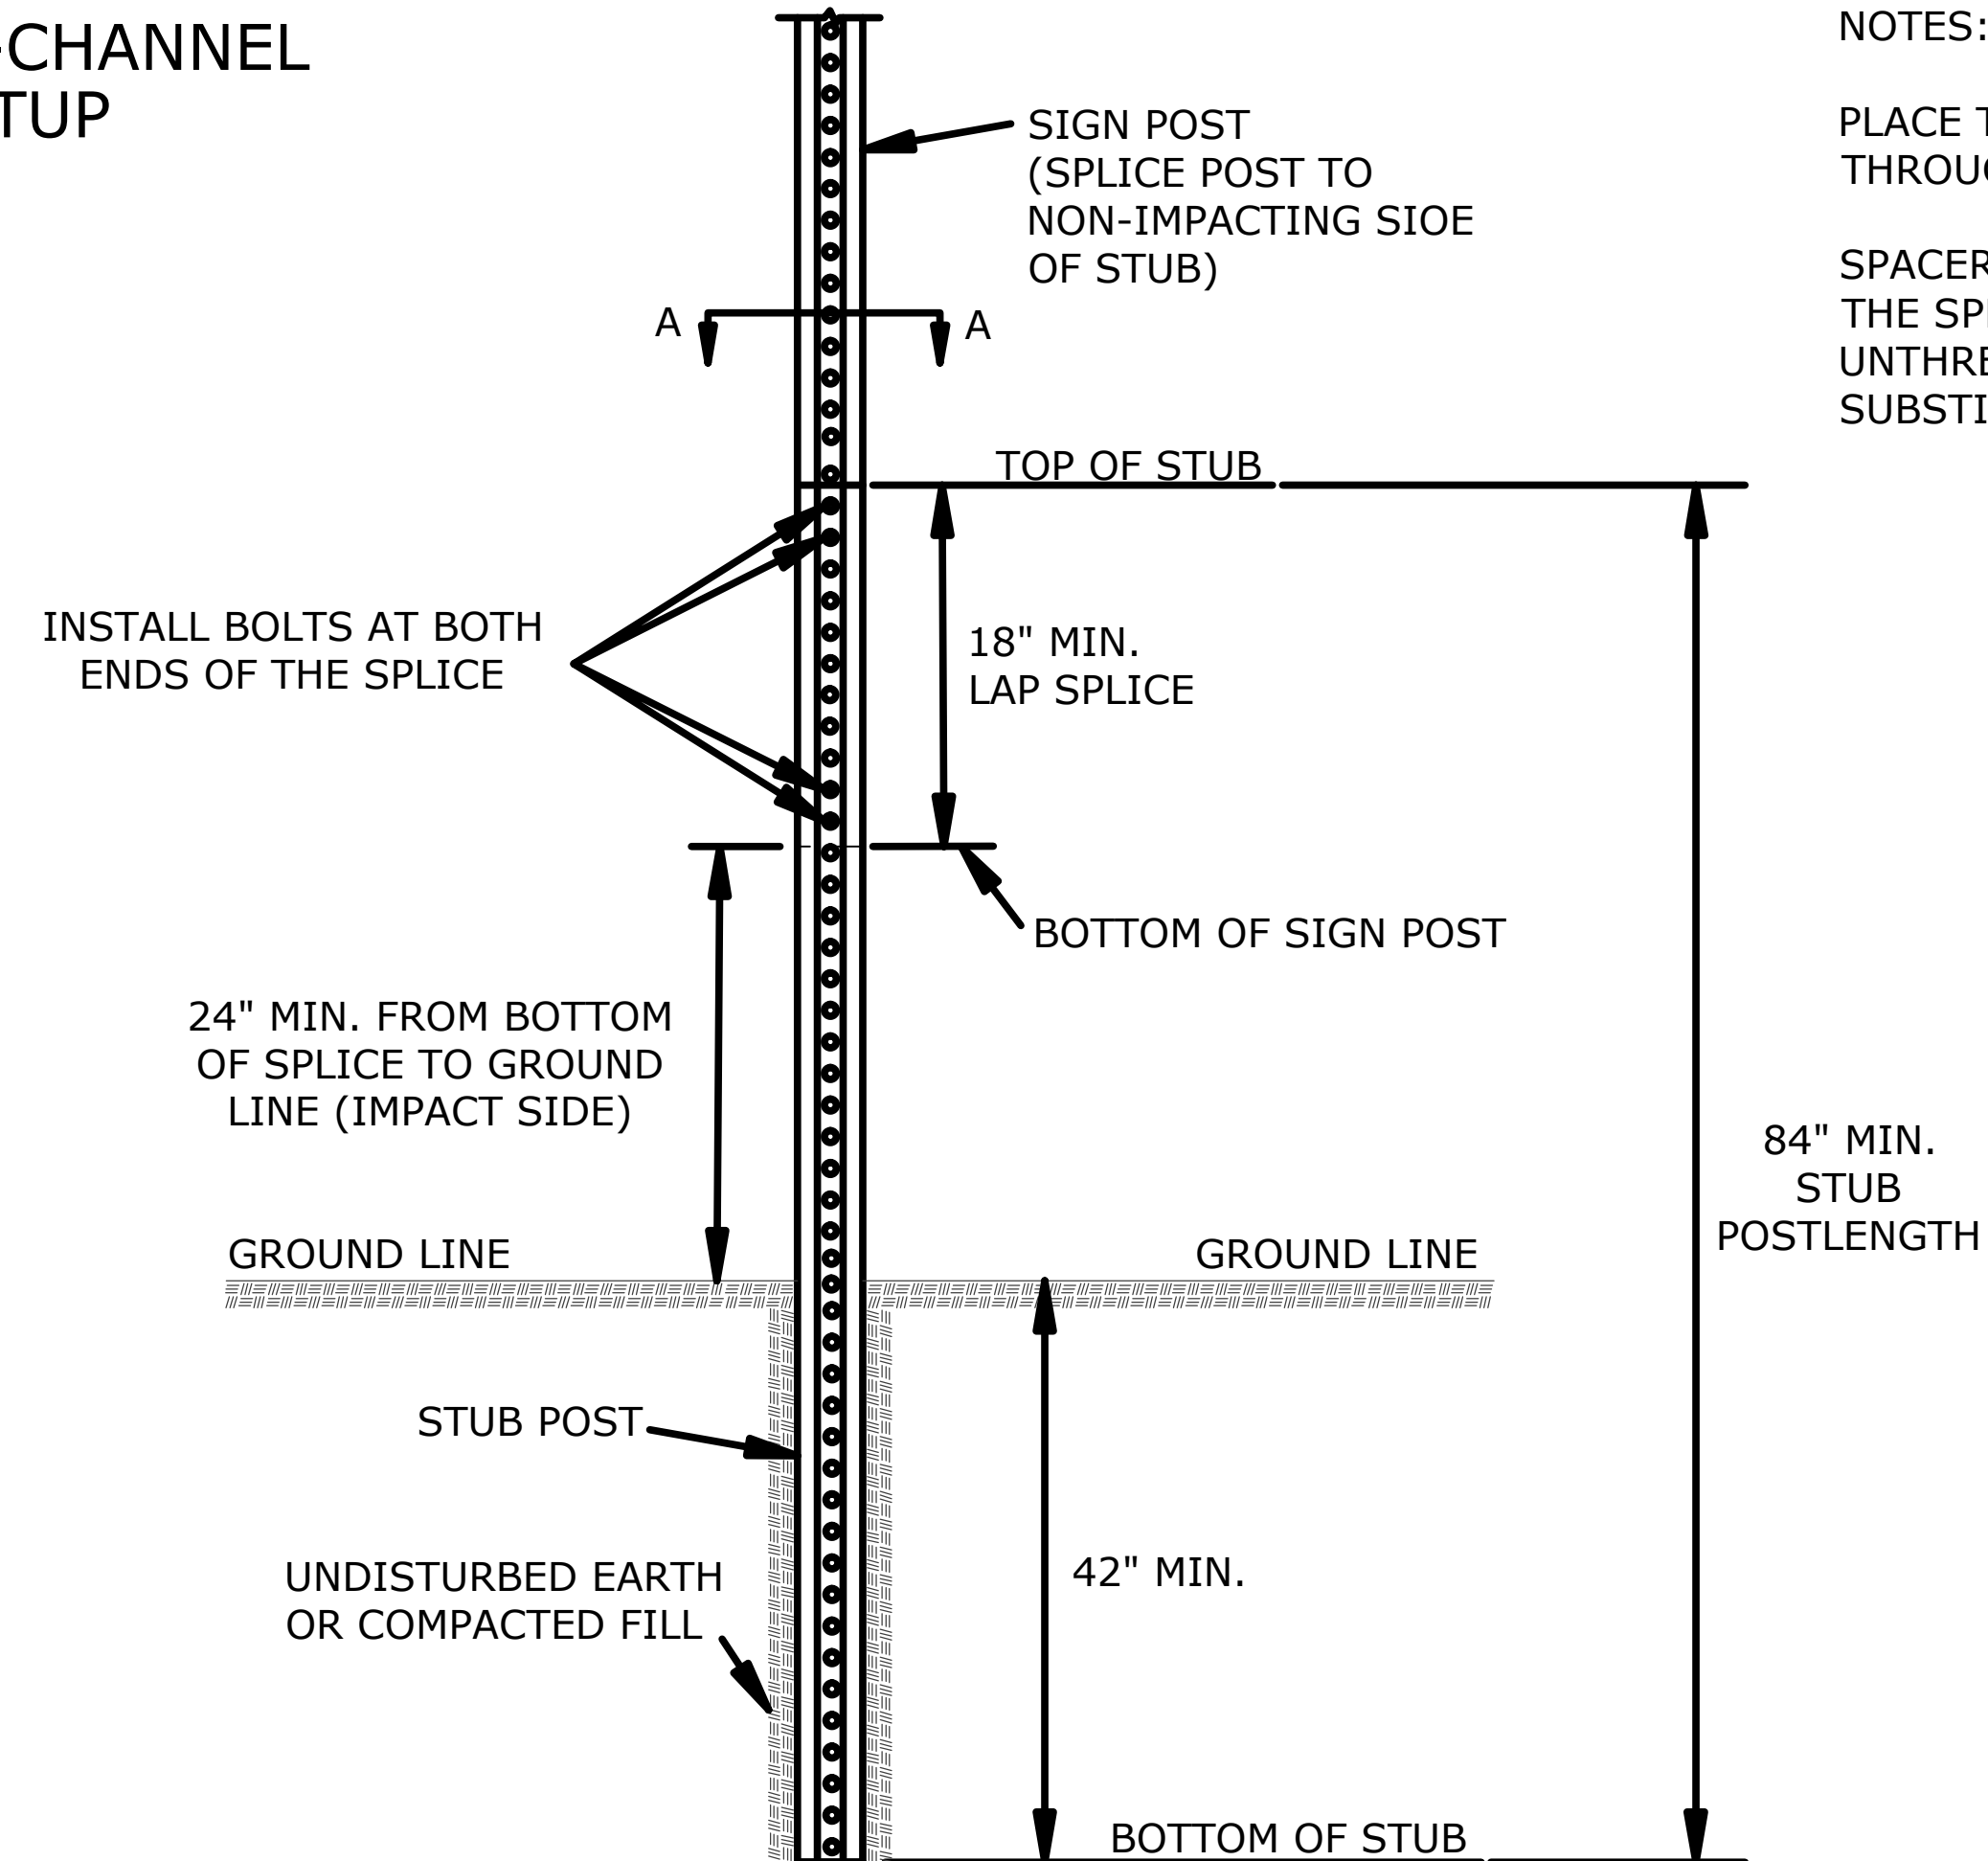 -CHANNEL
TUP
NOTES:
PLACE T
THROUG
SPACER
THE SPL
UNTHRE
SUBSTI
SIGN POST
(SPLICE POST TO
NON-IMPACTING SIOE
OF STUB)
A
A
TOP OF STUB
INSTALL BOLTS AT BOTH
ENDS OF THE SPLICE
18" MIN.
LAP SPLICE
BOTTOM OF SIGN POST
24" MIN. FROM BOTTOM
OF SPLICE TO GROUND
LINE (IMPACT SIDE)
84" MIN.
STUB
POSTLENGTH
GROUND LINE
GROUND LINE
STUB POST
UNDISTURBED EARTH
OR COMPACTED FILL
42" MIN.
BOTTOM OF STUB